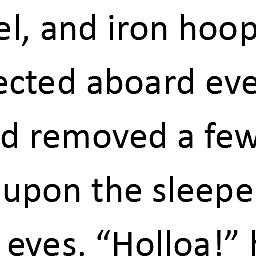 el, and iron hoop
ected aboard eve
d removed a few
upon the sleepe
eves. “Holloa!”